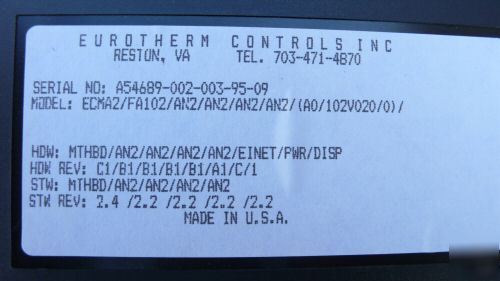 EUROTHERM CONTROLS INC
RESTON, VA TEL. 703-471-4870
SERIAL NO: A54689-002-003-95-09
MODEL: ECMA2/FA102/AN2/AN2/AN2/AN2/(A0/102V020/0)/
HDW: MTHBD/AN2/AN2/AN2/AN2/EINET/PWR/DISP
HDW REV: C1/B1/B1/B1/B1/A1/C/1
STW: MTHBD/AN2/AN2/AN2/AN2
STW REV: 2.4 /2.2 /2.2 /2.2 /2.2
MADE IN U.S.A.